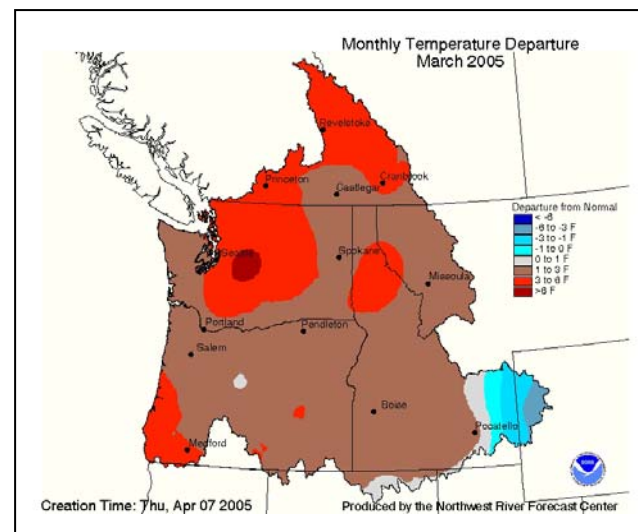 Monthly Temperature Departure
March 2005
Revelstoke
Princeton
Castlegar
Cranbrook
Departure from Normal
< -6
-6 to -3 F
-3 to -1 F
-1 to 0 F
0 to 1 F
1 to 3 F
3 to 6 F
>6 F
Seattle
Spokane
Missoula
Portland
Pendleton
Salem
Boise
Pocatello
Medford
Creation Time: Thu, Apr 07 2005
Produced by the Northwest River Forecast Center